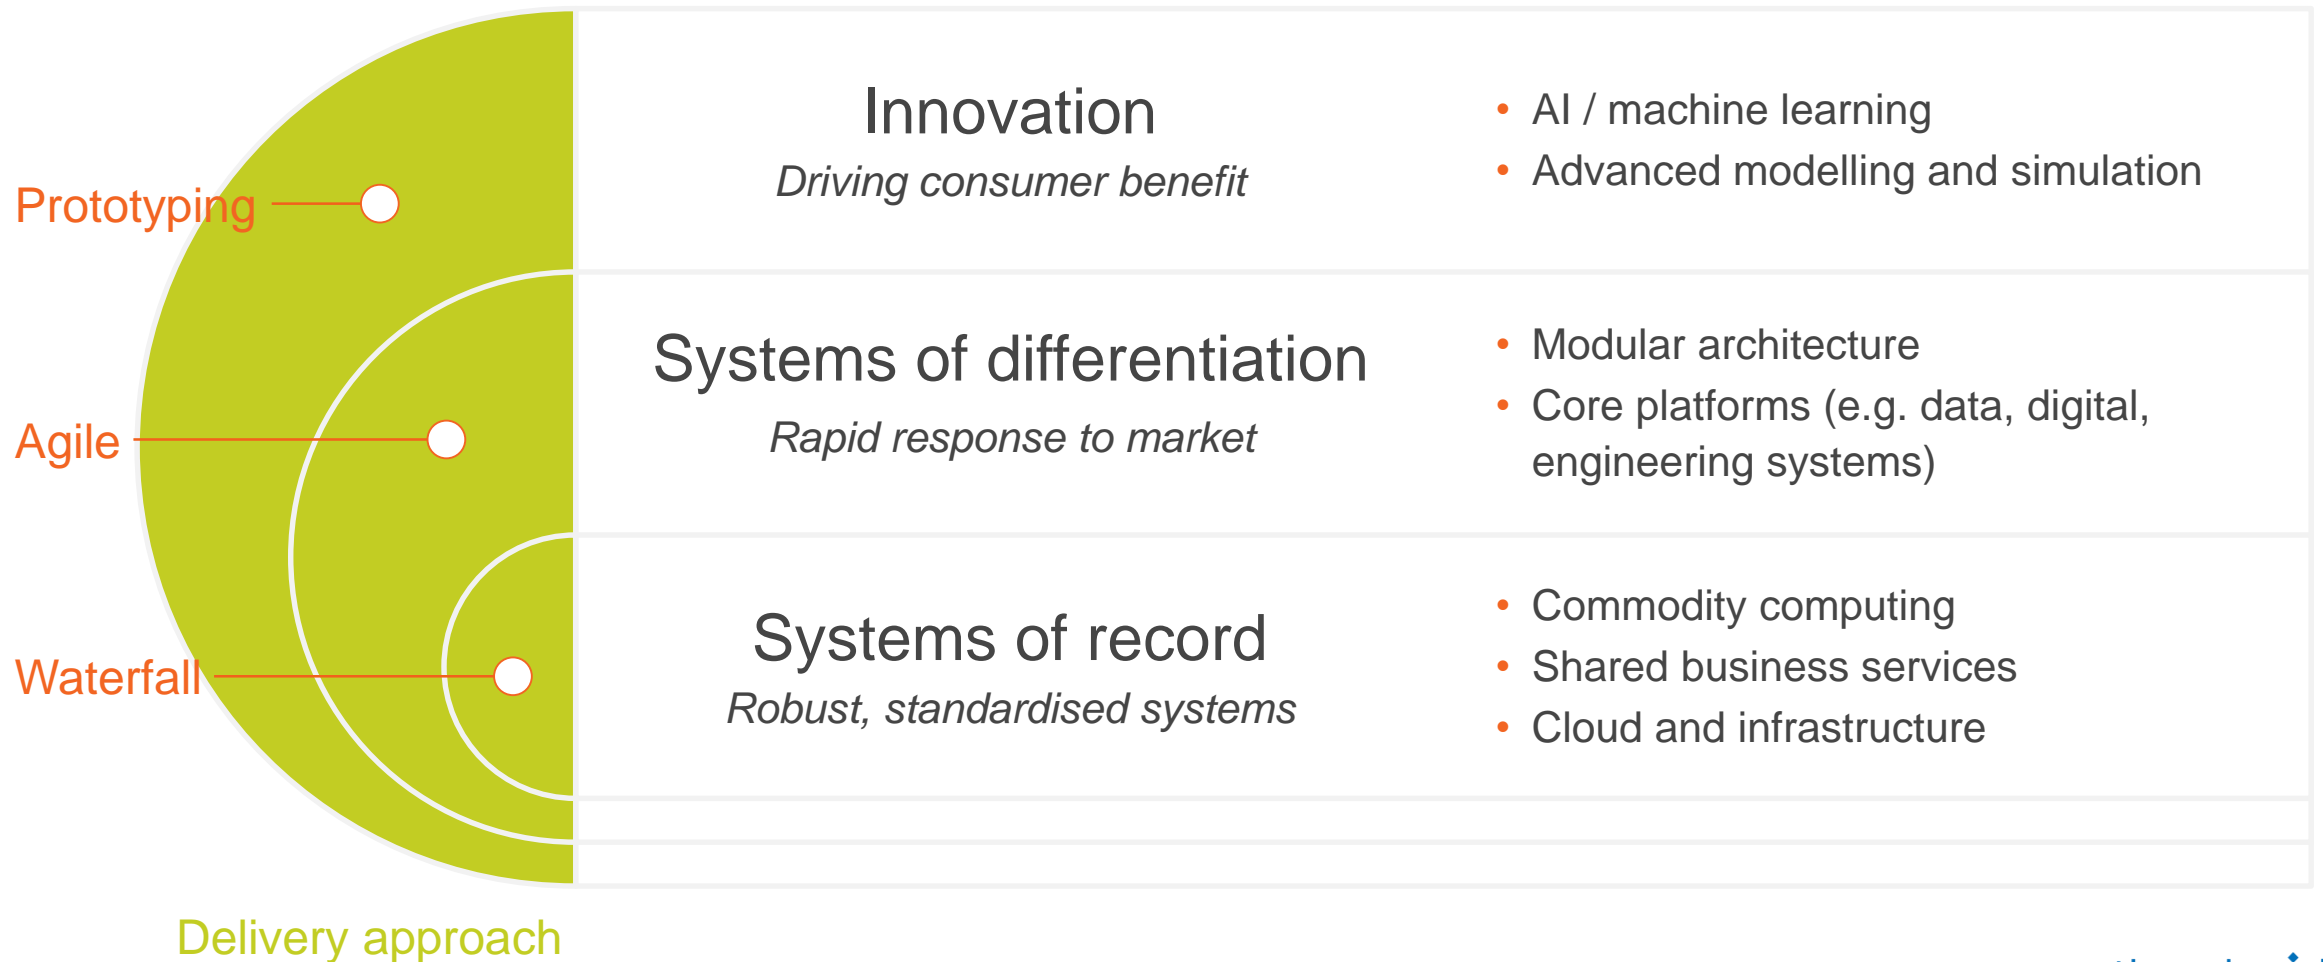 Innovation
Driving consumer benefit
• AI / machine learning
• Advanced modelling and simulation
Prototyping
Systems of differentiation
Rapid response to market
• Modular architecture
• Core platforms (e.g. data, digital,
engineering systems)
Agile
Systems of record
Robust, standardised systems
• Commodity computing
• Shared business services
• Cloud and infrastructure
Waterfall
Delivery approach